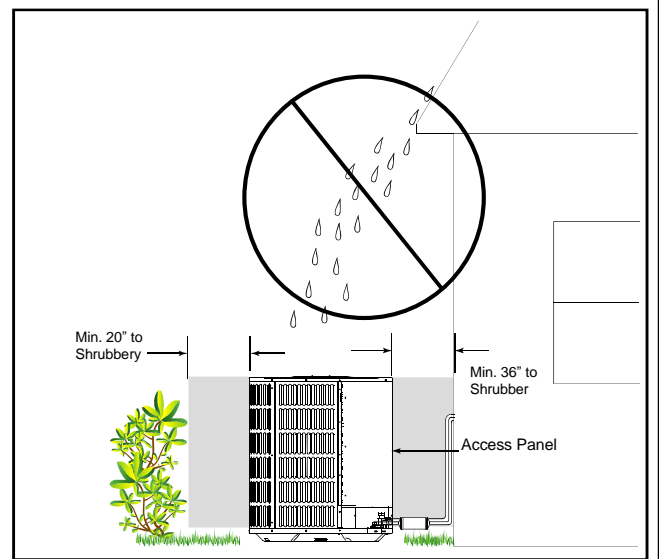 Min. 20" to
Shrubbery
Min. 36" to
Shrubber
Access Panel